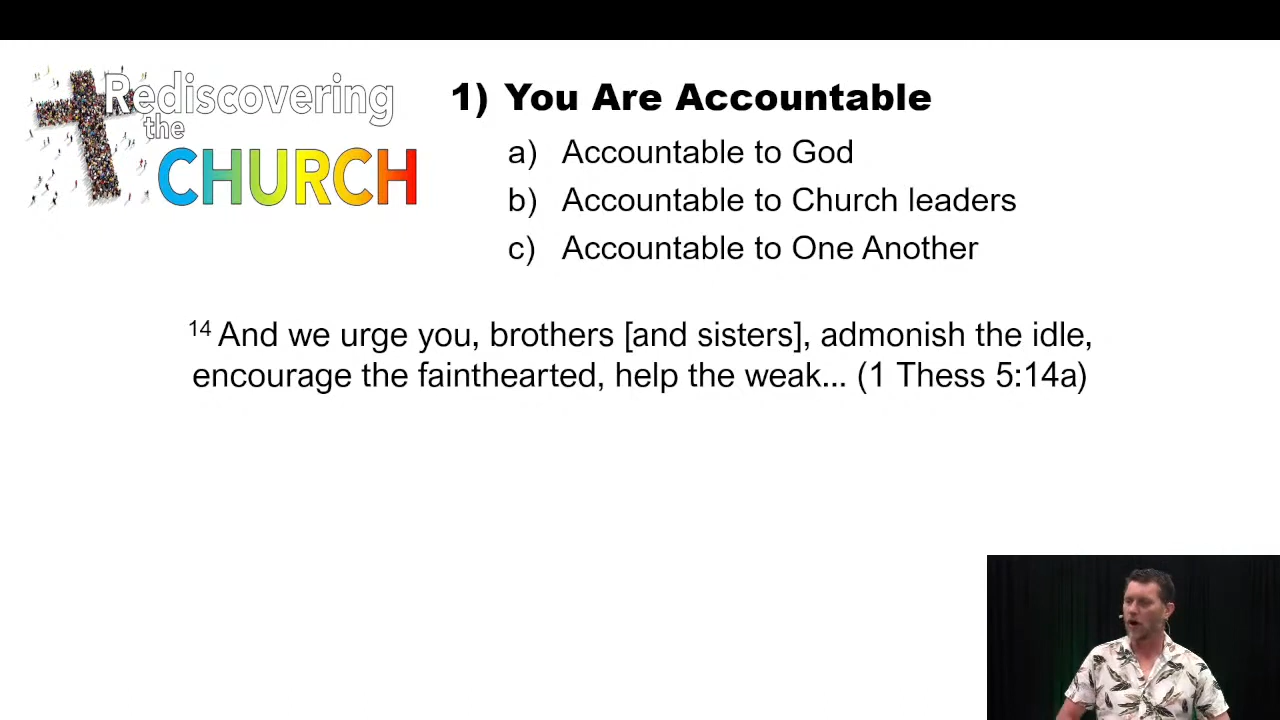 Rediscovering
the
CHURCH
1) You Are Accountable
a) Accountable to God
b) Accountable to Church leaders
c) Accountable to One Another
14 And we urge you, brothers [and sisters], admonish the idle,
encourage the fainthearted, help the weak... (1 Thess 5:14a)